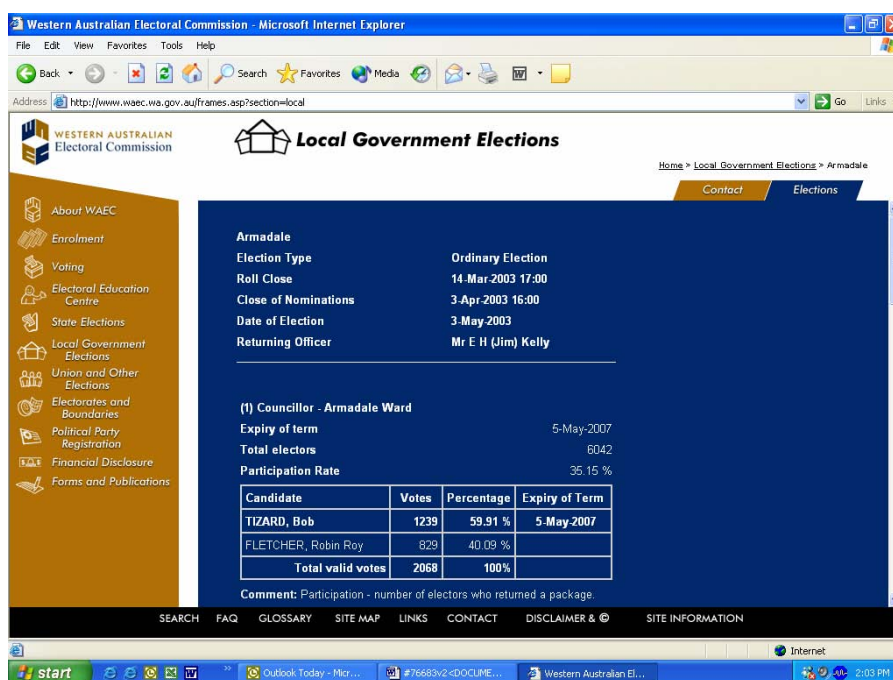 Western Australian Electoral Commission - Microsoft Internet Explorer
File Edit View Favorites Tools Help
Back Search Favorites Media
Address http://www.waec.wa.gov.au/frames.asp?section=local Go Links
WESTERN AUSTRALIAN
Electoral Commission
Local Government Elections
Home > Local Government Elections > Armadale
Contact Elections
About WAEC
Enrolment
Voting
Electoral Education
Centre
State Elections
Local Government
Elections
Union and Other
Elections
Electorates and
Boundaries
Political Party
Registration
Financial Disclosure
Forms and Publications
Armadale
Election Type Ordinary Election
Roll Close 14-Mar-2003 17:00
Close of Nominations 3-Apr-2003 16:00
Date of Election 3-May-2003
Returning Officer Mr E H (Jim) Kelly
(1) Councillor - Armadale Ward
Expiry of term 5-May-2007
Total electors 6042
Participation Rate 35.15 %
Candidate Votes Percentage Expiry of Term
TIZARD, Bob 1239 59.91 % 5-May-2007
FLETCHER, Robin Roy 829 40.09 %
Total valid votes 2068 100%
Comment: Participation - number of electors who returned a package.
SEARCH FAQ GLOSSARY SITE MAP LINKS CONTACT DISCLAIMER & © SITE INFORMATION
Internet
start Outlook Today - Micr... #76683v2 <DOCUME... Western Australian El... 2:03 PM